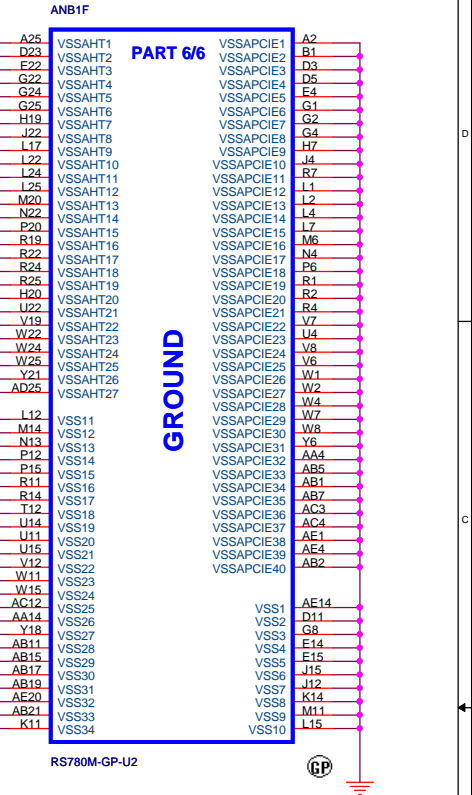 ANB1F
PART 6/6
GROUND
A25 VSSAHT1 VSSAPCIE1 A2
D23 VSSAHT2 VSSAPCIE2 B1
E22 VSSAHT3 VSSAPCIE3 D3
G22 VSSAHT4 VSSAPCIE4 D5
G24 VSSAHT5 VSSAPCIE5 E4
G25 VSSAHT6 VSSAPCIE6 G1
H19 VSSAHT7 VSSAPCIE7 G2
J22 VSSAHT8 VSSAPCIE8 G4
L17 VSSAHT9 VSSAPCIE9 H7
L22 VSSAHT10 VSSAPCIE10 J4
L24 VSSAHT11 VSSAPCIE11 R7
L25 VSSAHT12 VSSAPCIE12 L1
M20 VSSAHT13 VSSAPCIE13 L2
N22 VSSAHT14 VSSAPCIE14 L4
P20 VSSAHT15 VSSAPCIE15 L7
R19 VSSAHT16 VSSAPCIE16 M6
R22 VSSAHT17 VSSAPCIE17 N4
R24 VSSAHT18 VSSAPCIE18 P6
R25 VSSAHT19 VSSAPCIE19 R1
H20 VSSAHT20 VSSAPCIE20 R2
U22 VSSAHT21 VSSAPCIE21 R4
V19 VSSAHT22 VSSAPCIE22 V7
W22 VSSAHT23 VSSAPCIE23 U4
W24 VSSAHT24 VSSAPCIE24 V8
W25 VSSAHT25 VSSAPCIE25 V6
Y21 VSSAHT26 VSSAPCIE26 W1
AD25 VSSAHT27 VSSAPCIE27 W2
VSSAPCIE28 W4
L12 VSS11 VSSAPCIE29 W7
M14 VSS12 VSSAPCIE30 W8
N13 VSS13 VSSAPCIE31 Y6
P12 VSS14 VSSAPCIE32 AA4
P15 VSS15 VSSAPCIE33 AB5
R11 VSS16 VSSAPCIE34 AB1
R14 VSS17 VSSAPCIE35 AB7
T12 VSS18 VSSAPCIE36 AC3
U14 VSS19 VSSAPCIE37 AC4
U11 VSS20 VSSAPCIE38 AE1
U15 VSS21 VSSAPCIE39 AE4
V12 VSS22 VSSAPCIE40 AB2
W11 VSS23
W15 VSS24
AC12 VSS25 VSS1 AE14
AA14 VSS26 VSS2 D11
Y18 VSS27 VSS3 G8
AB11 VSS28 VSS4 E14
AB15 VSS29 VSS5 E15
AB17 VSS30 VSS6 J15
AB19 VSS31 VSS7 J12
AE20 VSS32 VSS8 K14
AB21 VSS33 VSS9 M11
K11 VSS34 VSS10 L15
RS780M-GP-U2
GP
D
C